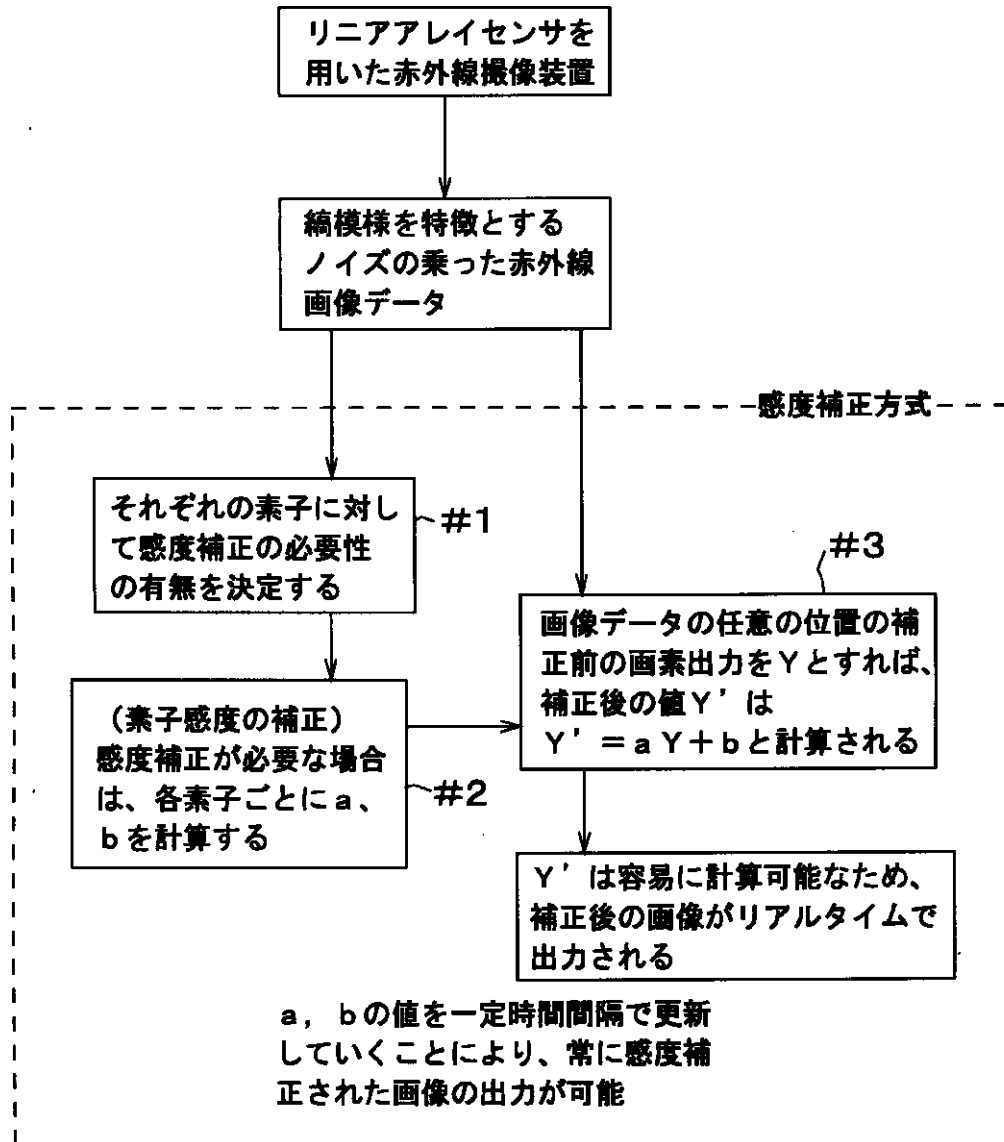 リニアアレイセンサを
用いた赤外線撮像装置
縞模様を特徴とする
ノイズの乗った赤外線
画像データ
感度補正方式
それぞれの素子に対し
て感度補正の必要性
の有無を決定する
#1
#3
画像データの任意の位置の補
正前の画素出力をYとすれば、
補正後の値Y'は
Y'=aY+bと計算される
(素子感度の補正)
感度補正が必要な場合
は、各素子ごとにa、
bを計算する
#2
Y'は容易に計算可能なため、
補正後の画像がリアルタイムで
出力される
a,bの値を一定時間間隔で更新
していくことにより、常に感度補
正された画像の出力が可能